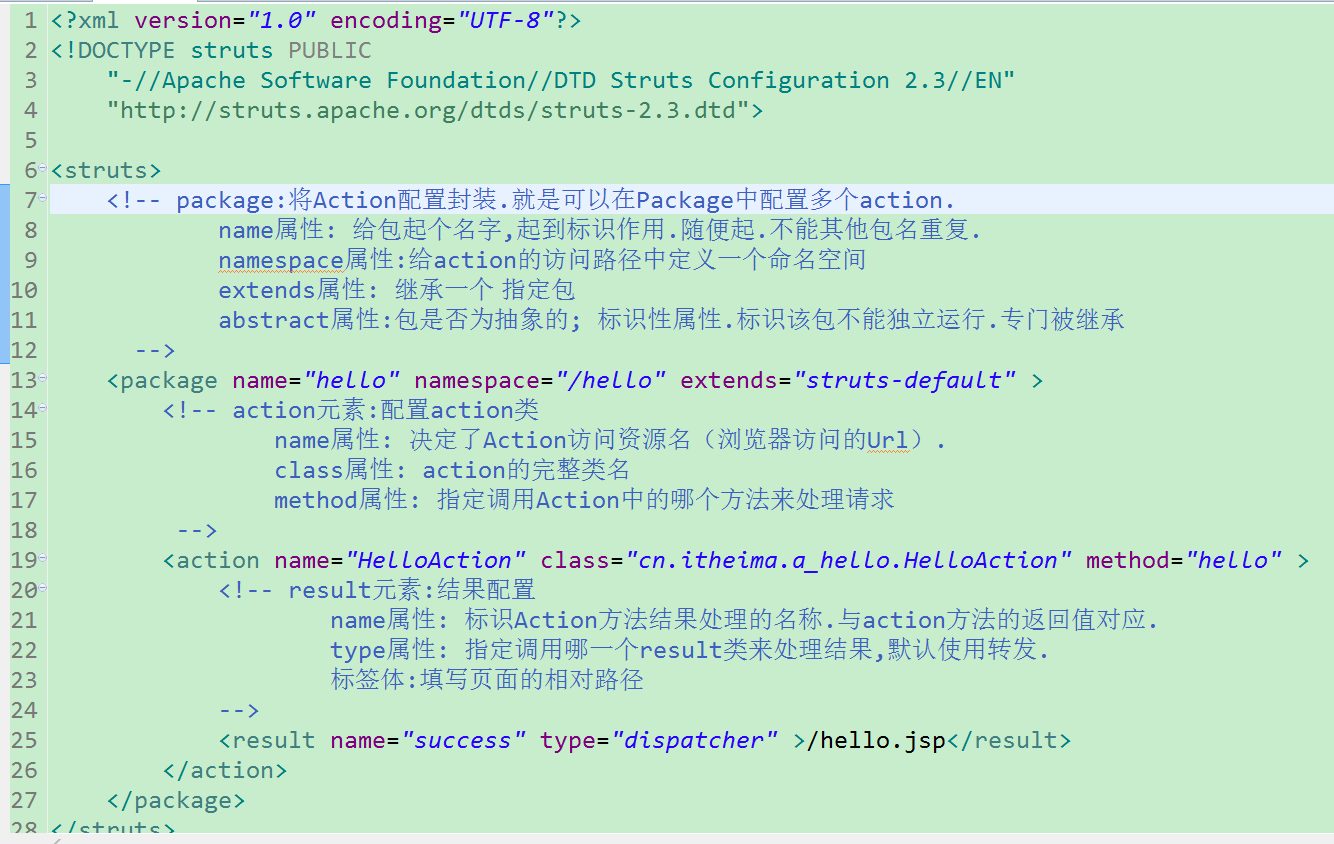 1 <?xml version="1.0" encoding="UTF-8"?>
2 <!DOCTYPE struts PUBLIC
3 "-//Apache Software Foundation//DTD Struts Configuration 2.3//EN"
4 "http://struts.apache.org/dtds/struts-2.3.dtd">
5
6 <struts>
7 <!-- package:将Action配置封装.就是可以在Package中配置多个action.
8 name属性: 给包起个名字,起到标识作用.随便起.不能其他包名重复.
9 namespace属性:给action的访问路径中定义一个命名空间
10 extends属性: 继承一个 指定包
11 abstract属性:包是否为抽象的; 标识性属性.标识该包不能独立运行.专门被继承
12 -->
13 <package name="hello" namespace="/hello" extends="struts-default" >
14 <!-- action元素:配置action类
15 name属性: 决定了Action访问资源名（浏览器访问的Url）.
16 class属性: action的完整类名
17 method属性: 指定调用Action中的哪个方法来处理请求
18 -->
19 <action name="HelloAction" class="cn.itheima.a_hello.HelloAction" method="hello" >
20 <!-- result元素:结果配置
21 name属性: 标识Action方法结果处理的名称.与action方法的返回值对应.
22 type属性: 指定调用哪一个result类来处理结果,默认使用转发.
23 标签体:填写页面的相对路径
24 -->
25 <result name="success" type="dispatcher" >/hello.jsp</result>
26 </action>
27 </package>
28 </struts>